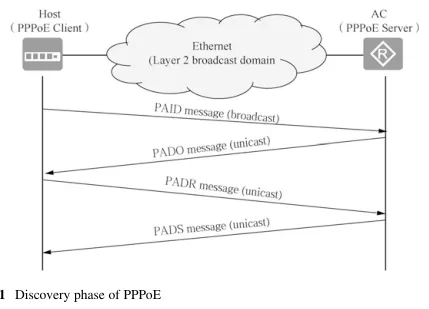 Host
( PPPoE Client )
AC
( PPPoE Server )
Ethernet
(Layer 2 broadcast domain
R
PAID message (broadcast)
PADO message (unicast)
PADR message (unicast)
PADS message (unicast)
1 Discovery phase of PPPoE